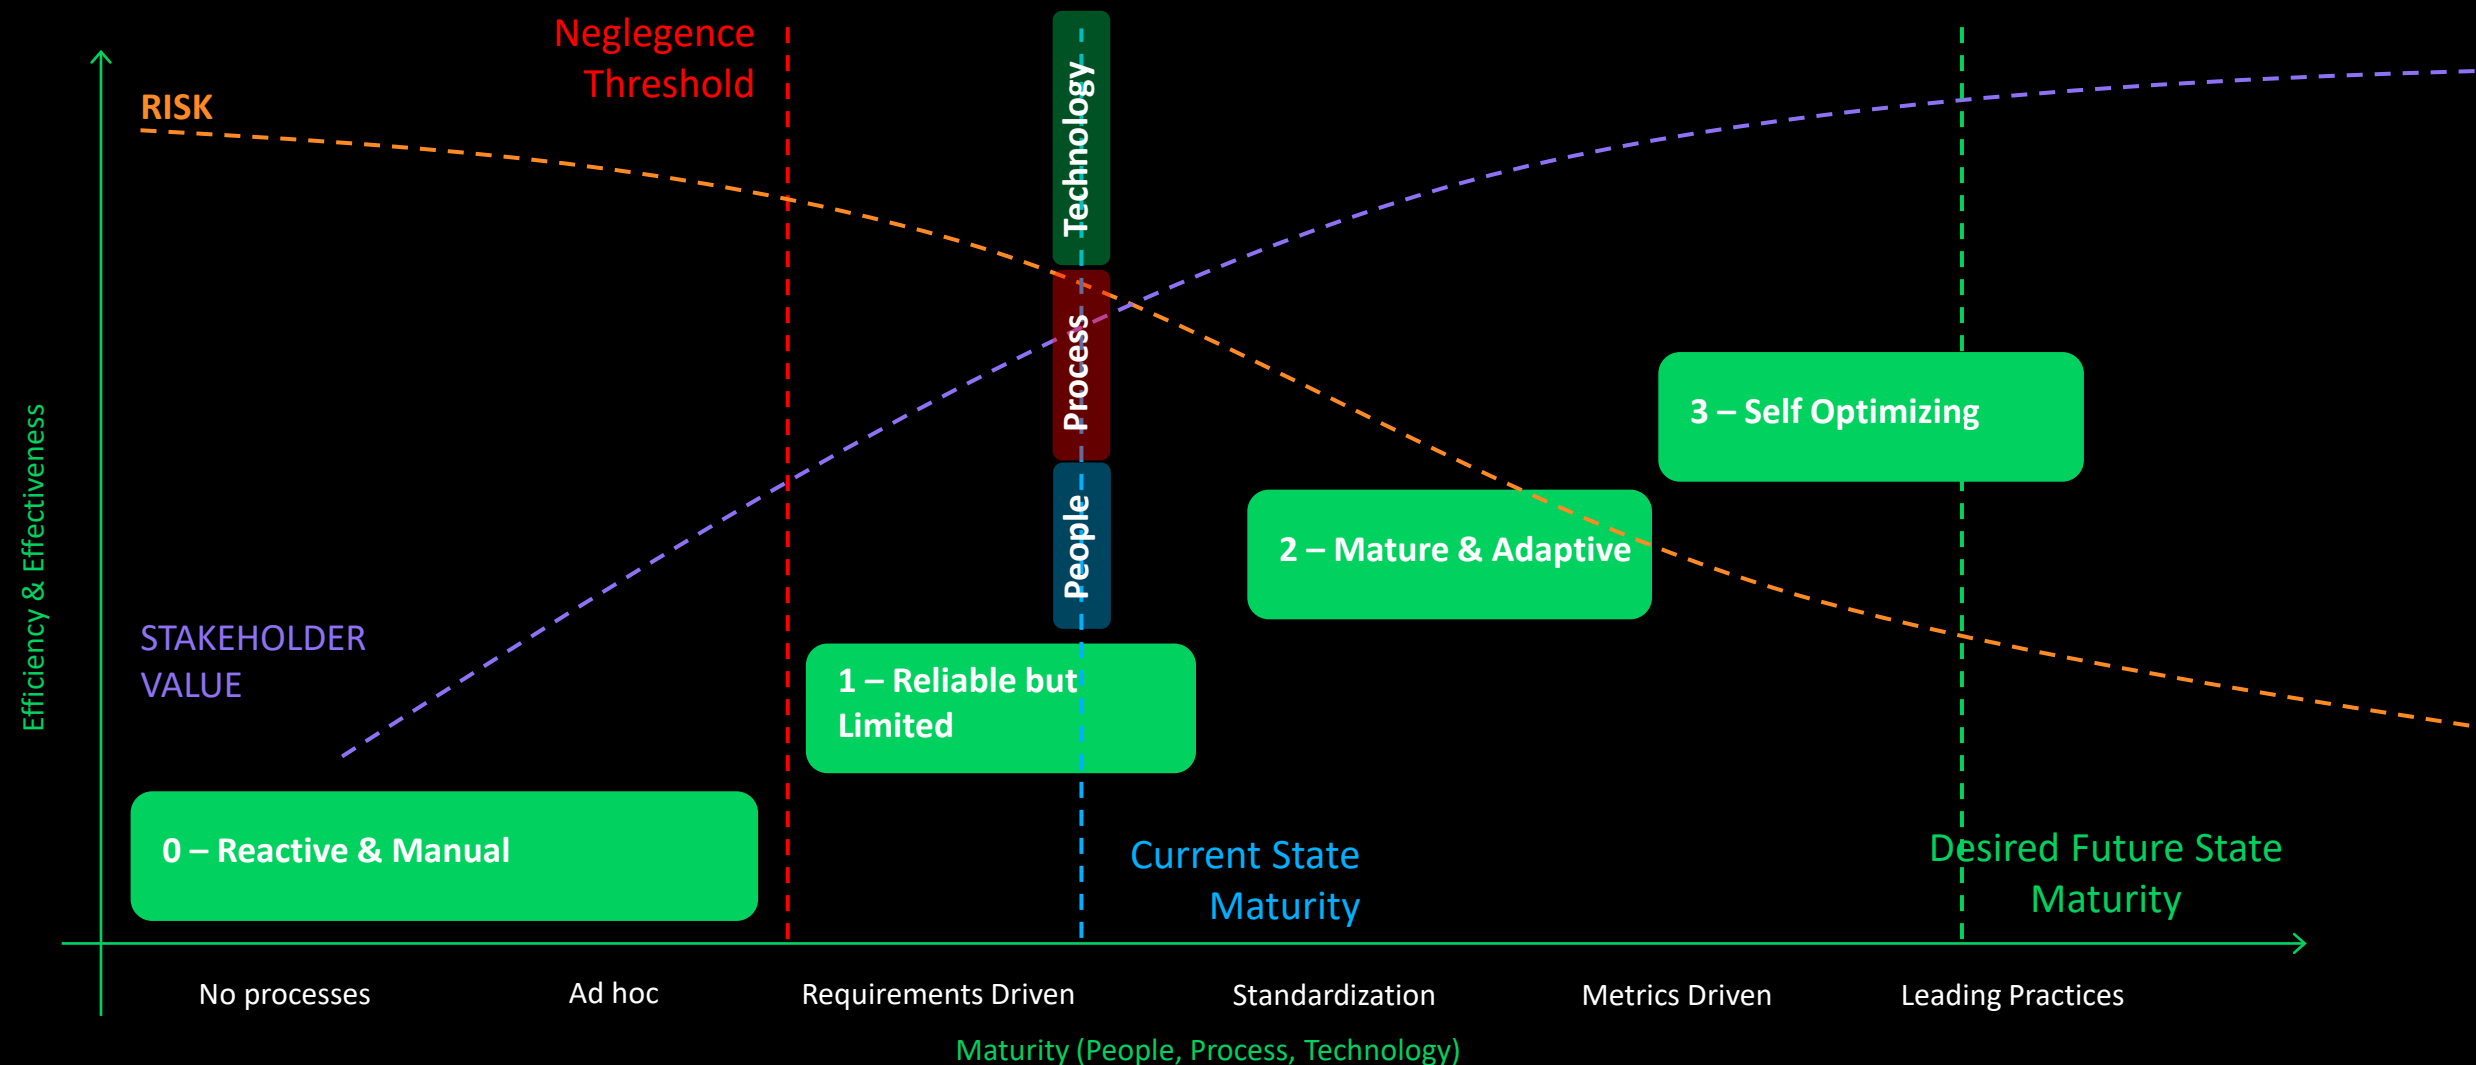 Neglegence
Threshold
RISK
Technology
Process
People
Efficiency & Effectiveness
STAKEHOLDER
VALUE
3 – Self Optimizing
2 – Mature & Adaptive
1 – Reliable but
Limited
0 – Reactive & Manual
Current State
Maturity
Desired Future State
Maturity
No processes
Ad hoc
Requirements Driven
Standardization
Metrics Driven
Leading Practices
Maturity (People, Process, Technology)